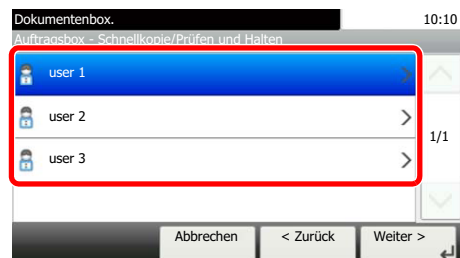 Dokumentenbox. 10:10
Auftragsbox - Schnellkopie/Prüfen und Halten
user 1
user 2
1/1
user 3
Abbrechen < Zurück Weiter >